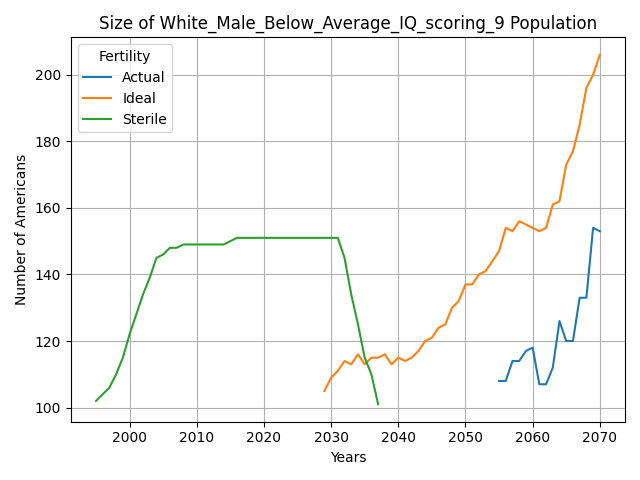 Size of White_Male_Below_Average_IQ_scoring_9 Population
Fertility
Actual
Ideal
Sterile
Number of Americans
200
180
160
140
120
100
2000 2010 2020 2030 2040 2050 2060 2070
Years